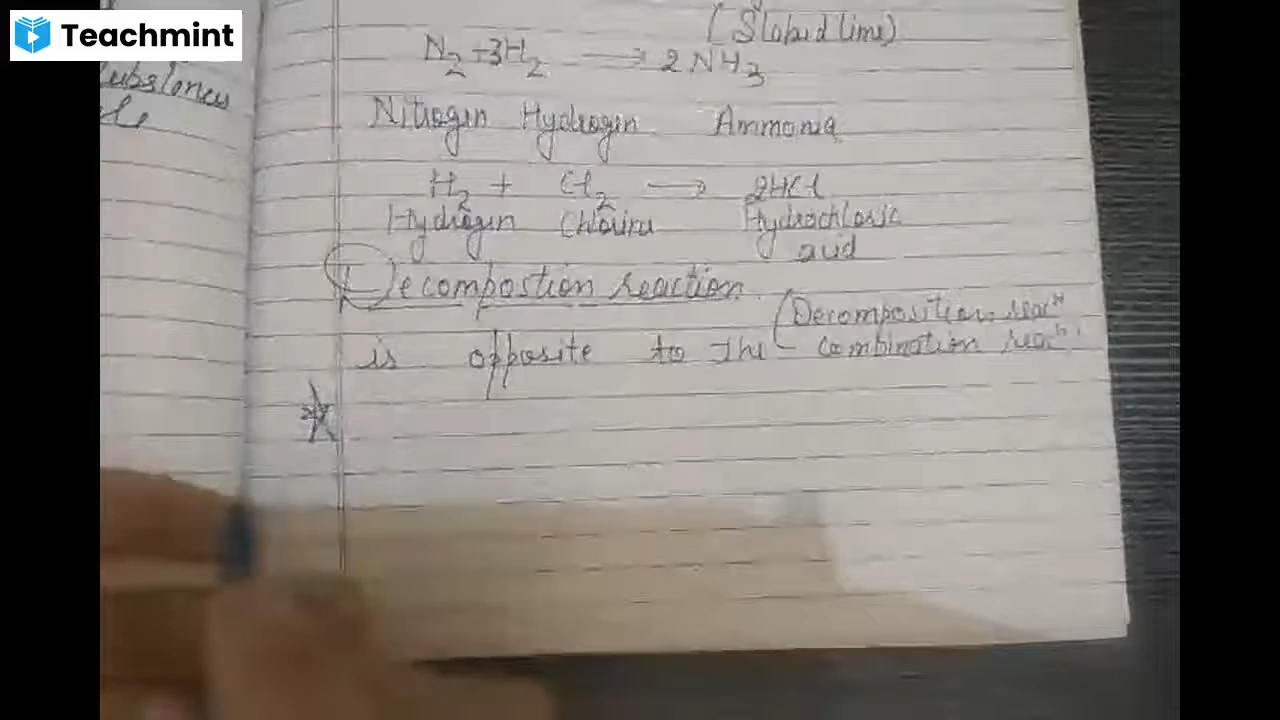 Teachmint
(Slaked lime)
N2 + 3H2 → 2NH3
Nitrogen Hydrogen Ammonia
H2 + Cl2 → 2HCl
Hydrogen Chlorine Hydrochloric
acid
Decompostion reaction
(Decomposition reacn
is opposite to the combination reacn